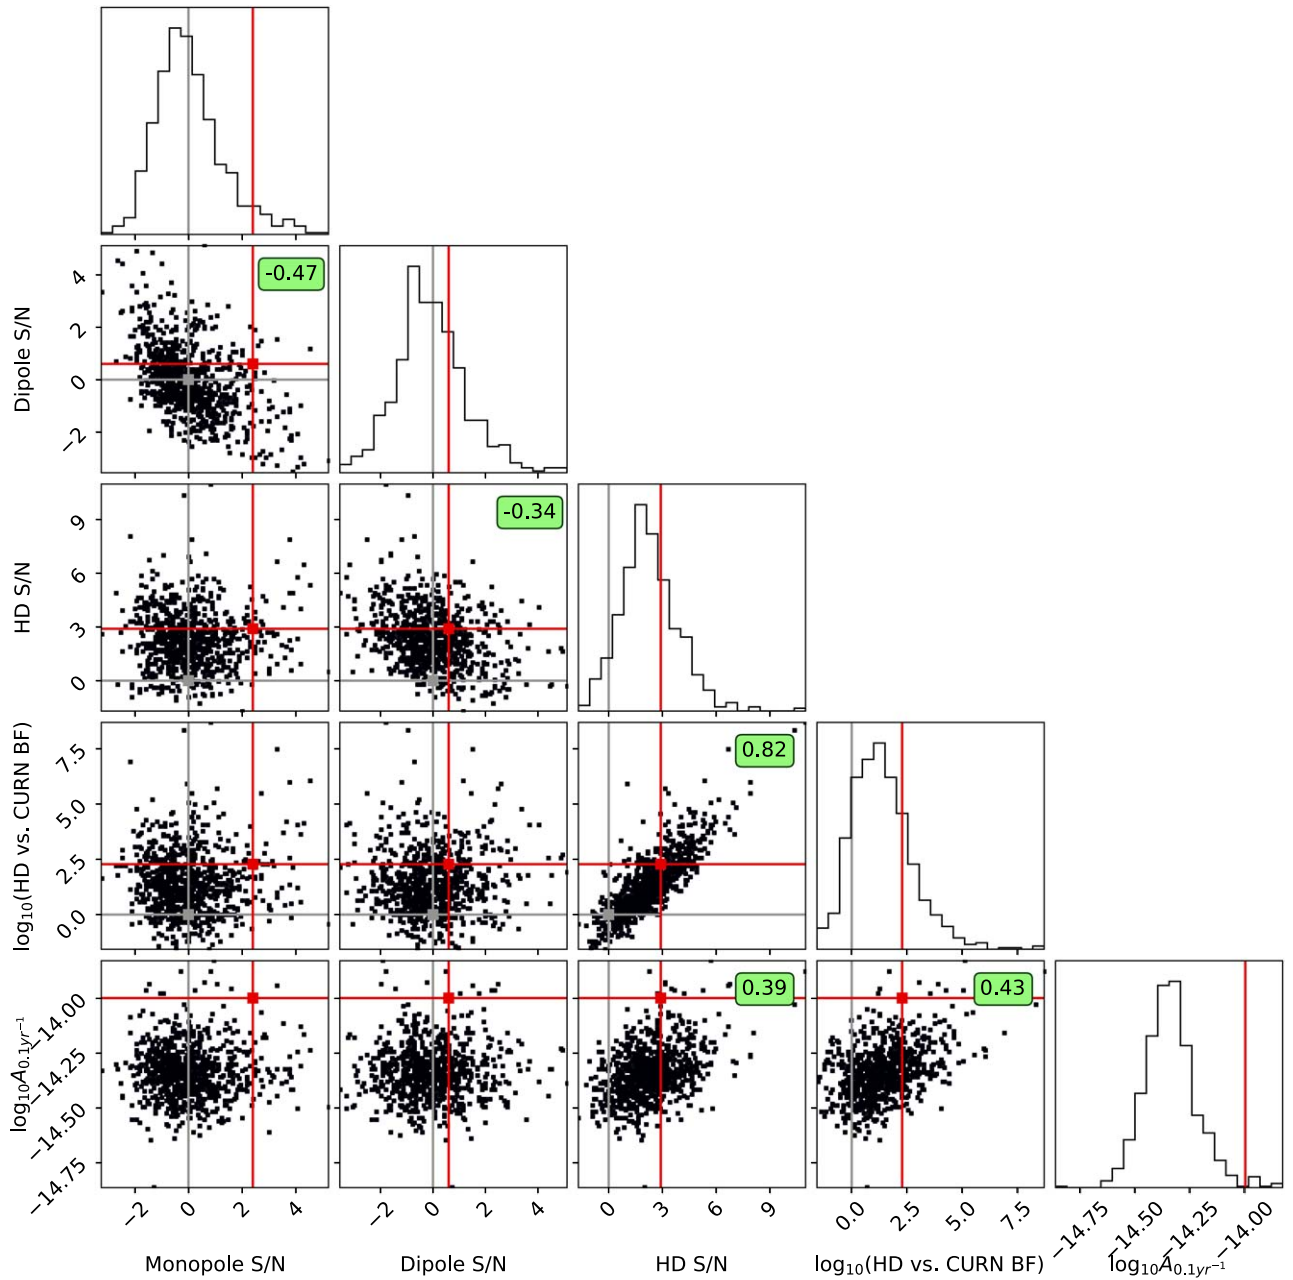 Dipole S/N
4
2
0
−2
-0.47
HD S/N
9
6
3
0
-0.34
log₁₀(HD vs. CURN BF)
7.5
5.0
2.5
0.0
0.82
log₁₀A₀.₁yr⁻¹
−14.00
−14.25
−14.50
−14.75
0.39
0.43
−2 0 2 4
−2 0 2 4
0 3 6 9
0.0 2.5 5.0 7.5
−14.75 −14.50 −14.25 −14.00
Monopole S/N
Dipole S/N
HD S/N
log₁₀(HD vs. CURN BF)
log₁₀A₀.₁yr⁻¹